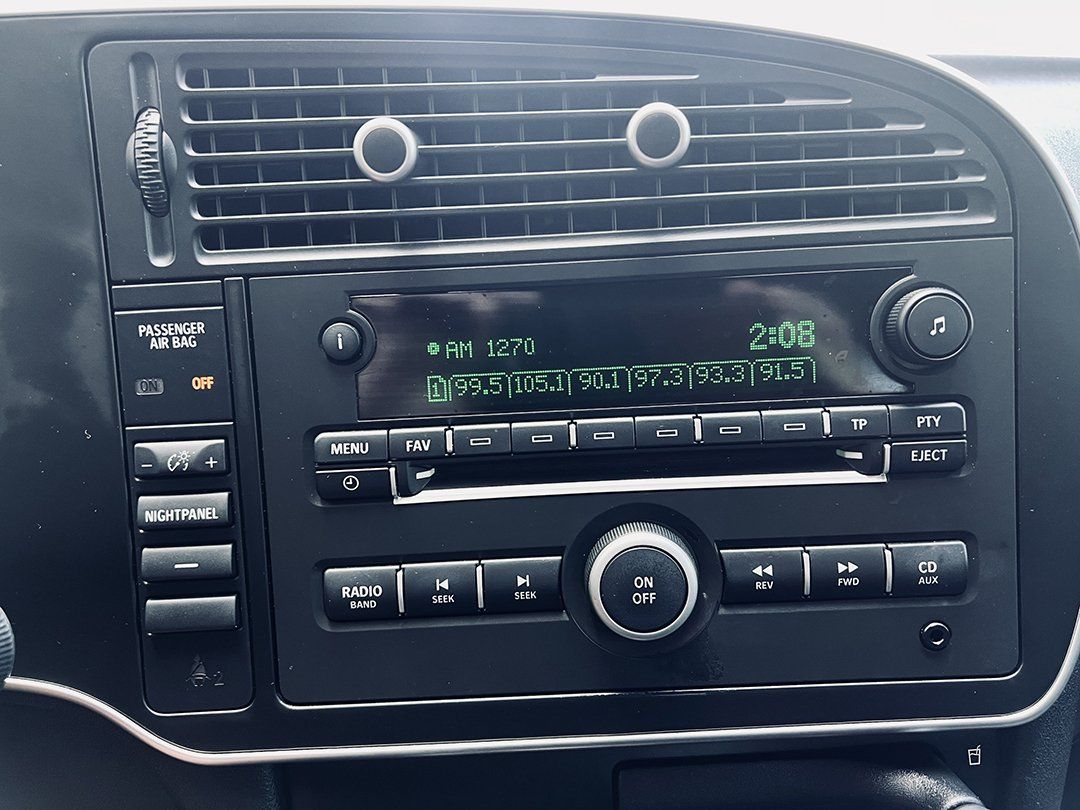 PASSENGER
AIR BAG
ON OFF
i
AM 1270 2:08
1 99.5 105.1 90.1 97.3 93.3 91.5
MENU FAV TP PTY
EJECT
- +
NIGHTPANEL
RADIO
BAND
SEEK
SEEK
ON
OFF
REV
FWD
CD
AUX
2